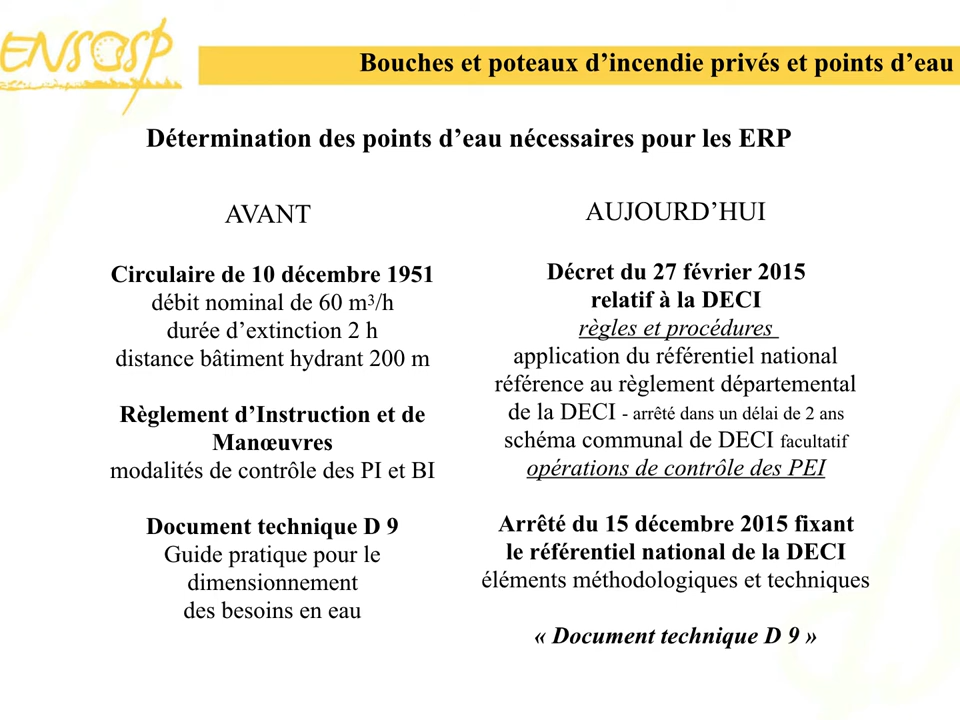 ENSOSP
Bouches et poteaux d’incendie privés et points d’eau
Détermination des points d’eau nécessaires pour les ERP
AVANT
Circulaire de 10 décembre 1951
débit nominal de 60 m3/h
durée d’extinction 2 h
distance bâtiment hydrant 200 m
Règlement d’Instruction et de
Manœuvres
modalités de contrôle des PI et BI
Document technique D 9
Guide pratique pour le
dimensionnement
des besoins en eau
AUJOURD’HUI
Décret du 27 février 2015
relatif à la DECI
règles et procédures
application du référentiel national
référence au règlement départemental
de la DECI - arrêté dans un délai de 2 ans
schéma communal de DECI facultatif
opérations de contrôle des PEI
Arrêté du 15 décembre 2015 fixant
le référentiel national de la DECI
éléments méthodologiques et techniques
« Document technique D 9 »